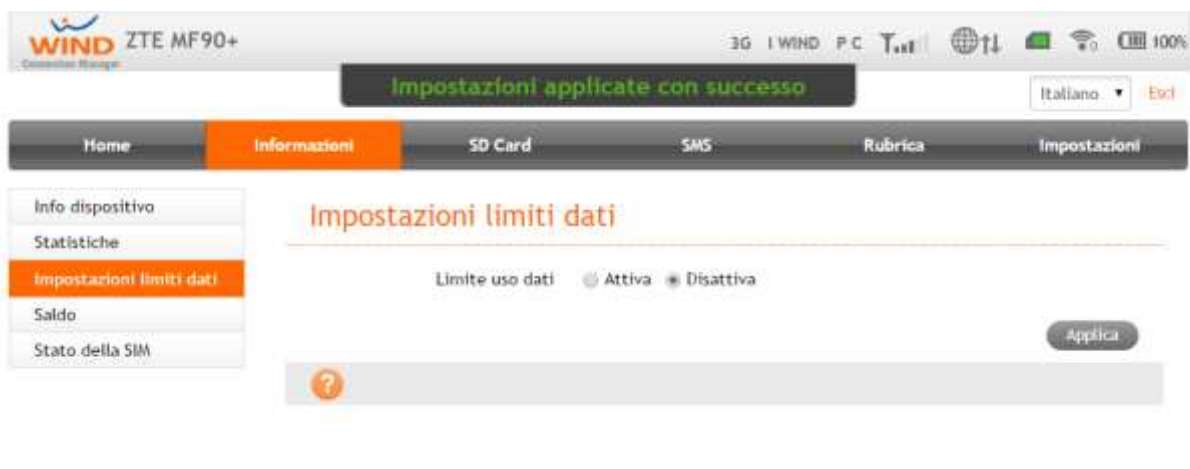 WIND ZTE MF90+
Connection Manager
3G I WIND P C 100%
Impostazioni applicate con successo
Italiano Esci
Home Informazioni SD Card SMS Rubrica Impostazioni
Info dispositivo
Statistiche
Impostazioni limiti dati
Saldo
Stato della SIM
Impostazioni limiti dati
Limite uso dati Attiva Disattiva
Applica
?